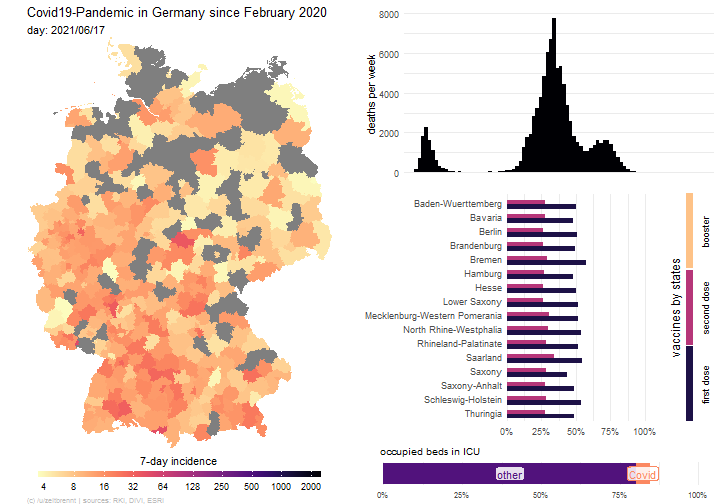 Covid19-Pandemic in Germany since February 2020
day: 2021/06/17
7-day incidence
4 8 16 32 64 128 250 500 1000 2000
(c) /u/zeitbremt | sources: RKI, DIVI, ESRI
deaths per week
8000
6000
4000
2000
0
Baden-Wuerttemberg
Bavaria
Berlin
Brandenburg
Bremen
Hamburg
Hesse
Lower Saxony
Mecklenburg-Western Pomerania
North Rhine-Westphalia
Rhineland-Palatinate
Saarland
Saxony
Saxony-Anhalt
Schleswig-Holstein
Thuringia
0% 25% 50% 75% 100%
vaccines by states
booster
second dose
first dose
occupied beds in ICU
other
Covid
0% 25% 50% 75% 100%